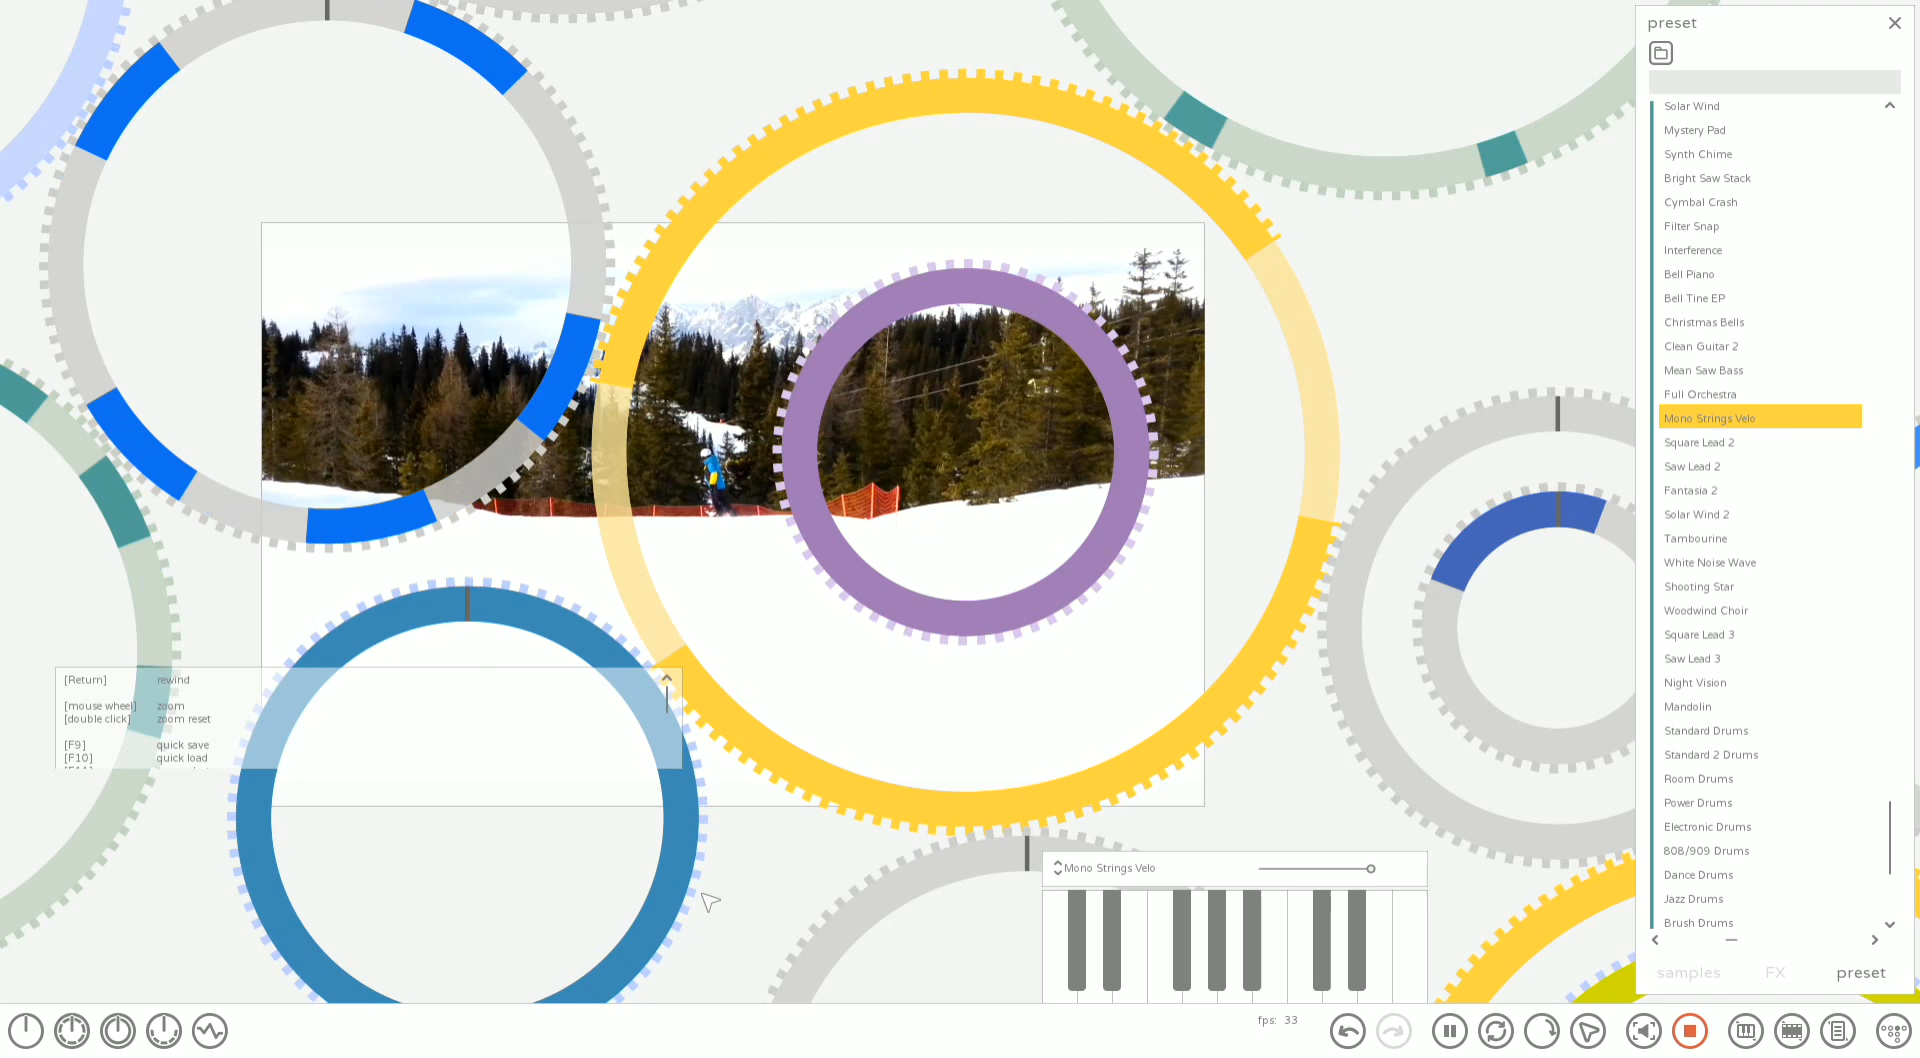 preset
Solar Wind
Mystery Pad
Synth Chime
Bright Saw Stack
Cymbal Crash
Filter Snap
Interference
Bell Piano
Bell Tine EP
Christmas Bells
Clean Guitar 2
Mean Saw Bass
Full Orchestra
Mono Strings Velo
Square Lead 2
Saw Lead 2
Fantasia 2
Solar Wind 2
Tambourine
White Noise Wave
Shooting Star
Woodwind Choir
Square Lead 3
Saw Lead 3
Night Vision
Mandolin
Standard Drums
Standard 2 Drums
Room Drums
Power Drums
Electronic Drums
808/909 Drums
Dance Drums
Jazz Drums
Brush Drums
samples FX preset
[Return] rewind
[mouse wheel] zoom
[double click] zoom reset
[F9] quick save
[F10] quick load
Mono Strings Velo
fps: 33